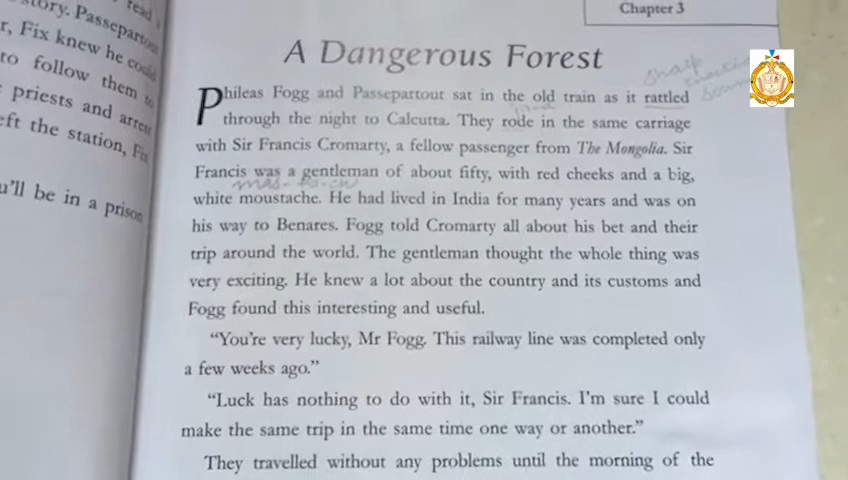 read
story. Passepartou
r, Fix knew he could
to follow them to
priests and arrest
eft the station, Fix
u'll be in a prison
Chapter 3
A Dangerous Forest
Phileas Fogg and Passepartout sat in the old train as it rattled
through the night to Calcutta. They rode in the same carriage
with Sir Francis Cromarty, a fellow passenger from The Mongolia. Sir
Francis was a gentleman of about fifty, with red cheeks and a big,
white moustache. He had lived in India for many years and was on
his way to Benares. Fogg told Cromarty all about his bet and their
trip around the world. The gentleman thought the whole thing was
very exciting. He knew a lot about the country and its customs and
Fogg found this interesting and useful.
"You're very lucky, Mr Fogg. This railway line was completed only
a few weeks ago."
"Luck has nothing to do with it, Sir Francis. I'm sure I could
make the same trip in the same time one way or another."
They travelled without any problems until the morning of the